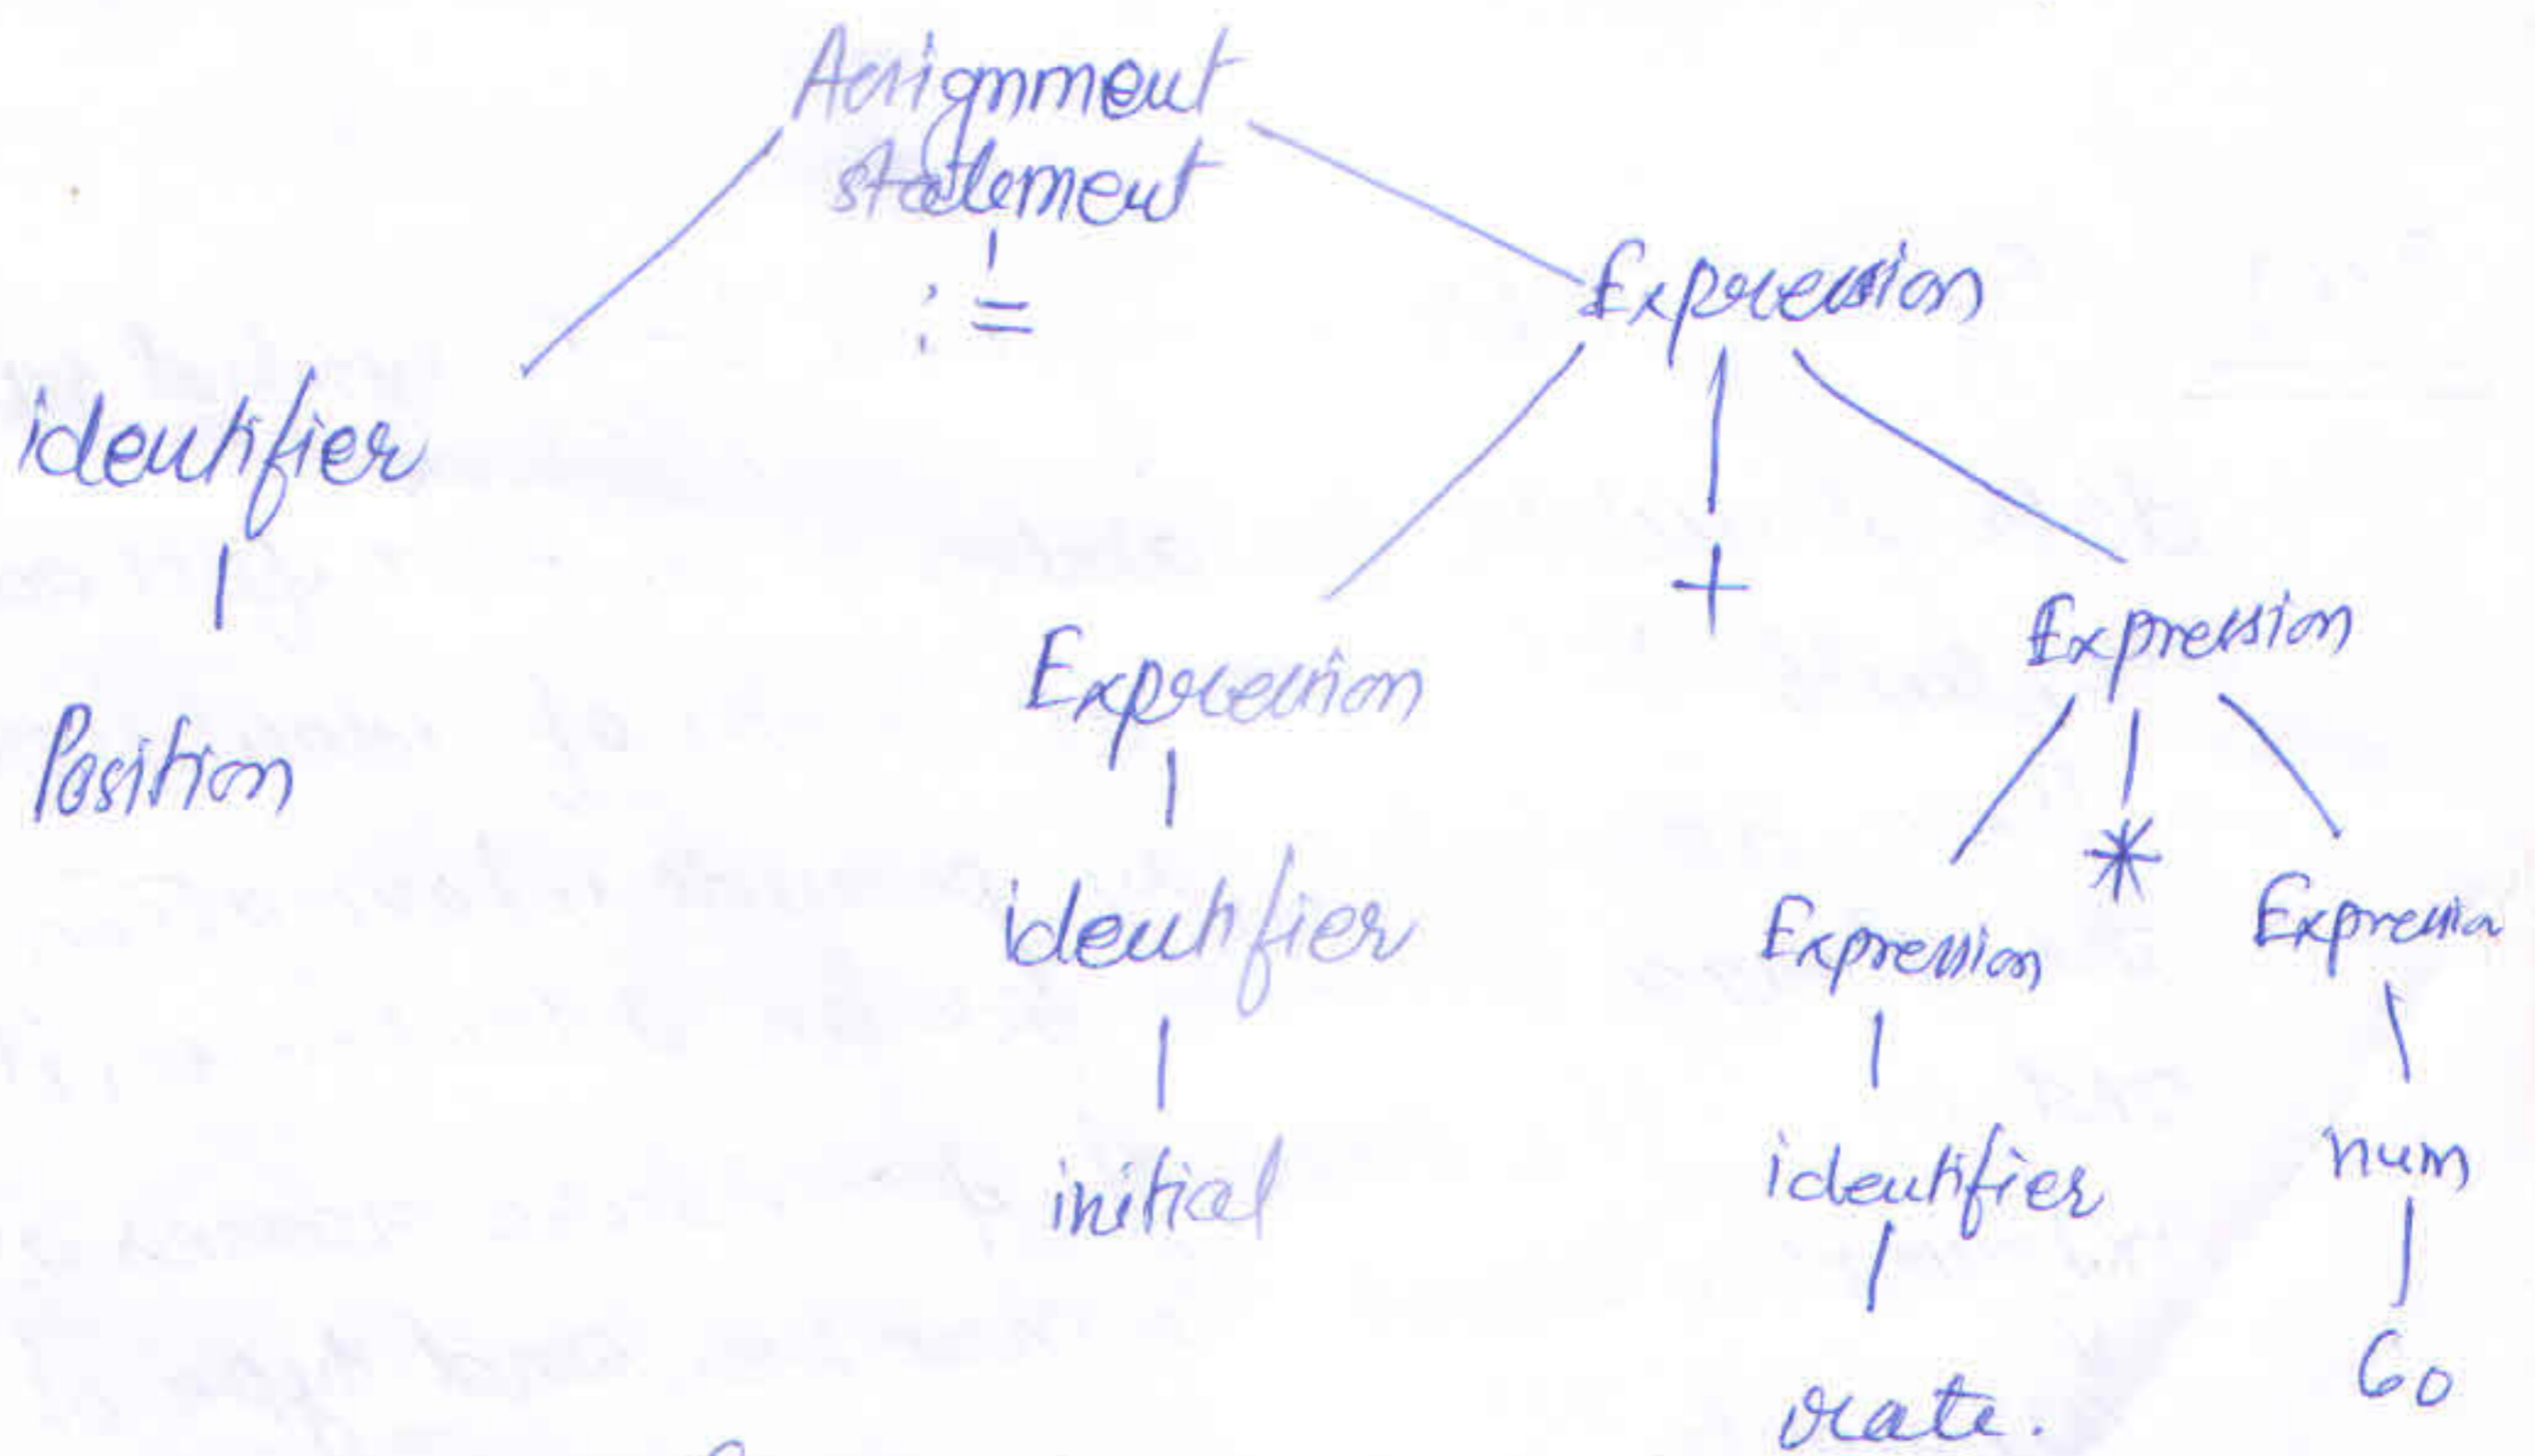 Assignment
statement
:=
Expression
identifier
+
Expression
Expression
Position
*
identifier
Expression
Expression
initial
identifier
num
rate.
60